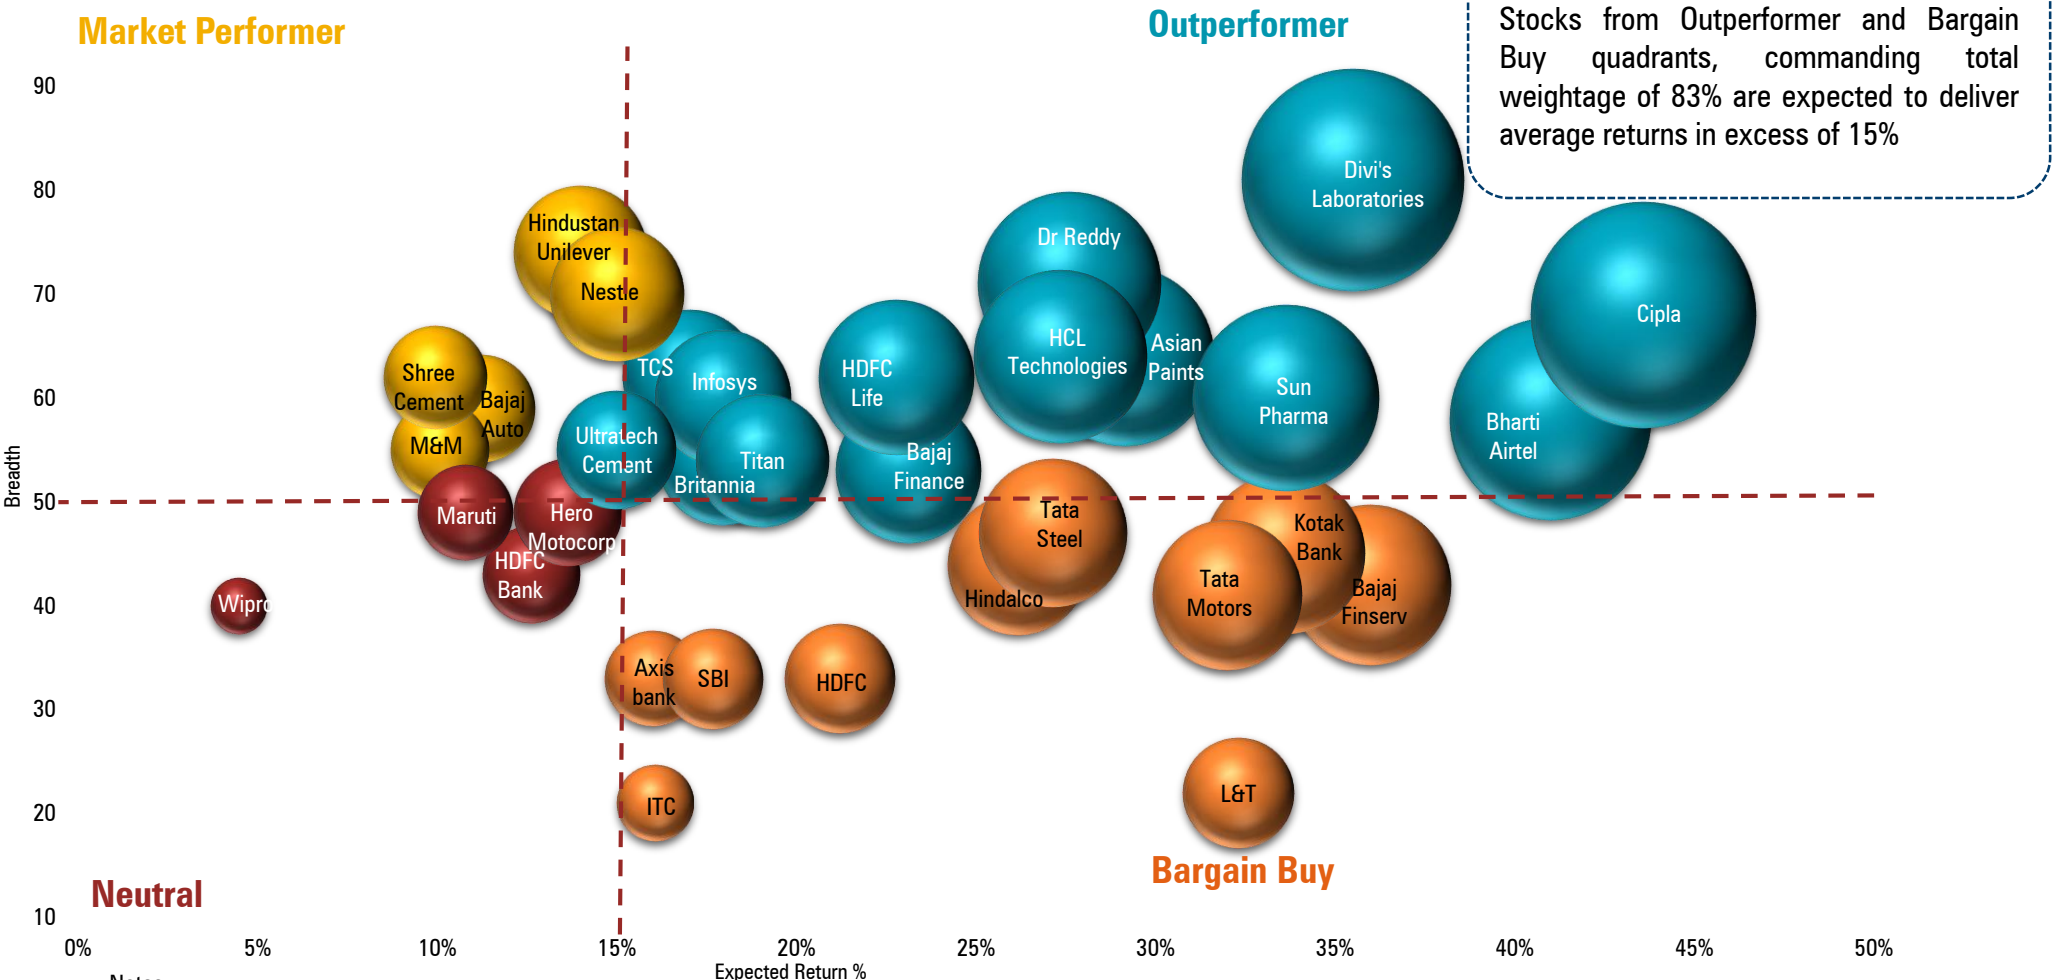 Market Performer
Outperformer
Stocks from Outperformer and Bargain
Buy quadrants, commanding total
weightage of 83% are expected to deliver
average returns in excess of 15%
90
80
70
60
50
40
30
20
10
Breadth
Divi's
Laboratories
Hindustan
Unilever
Dr Reddy
Nestle
Cipla
HCL
Technologies
Asian
Paints
TCS
Infosys
HDFC
Life
Shree
Cement
Bajaj
Auto
Sun
Pharma
Bharti
Airtel
M&M
Ultratech
Cement
Titan
Britannia
Bajaj
Finance
Maruti
Hero
Motocorp
Tata
Steel
Kotak
Bank
HDFC
Bank
Wipro
Hindalco
Tata
Motors
Bajaj
Finserv
Axis
bank
SBI
HDFC
ITC
L&T
Bargain Buy
Neutral
0% 5% 10% 15% 20% 25% 30% 35% 40% 45% 50%
Expected Return %